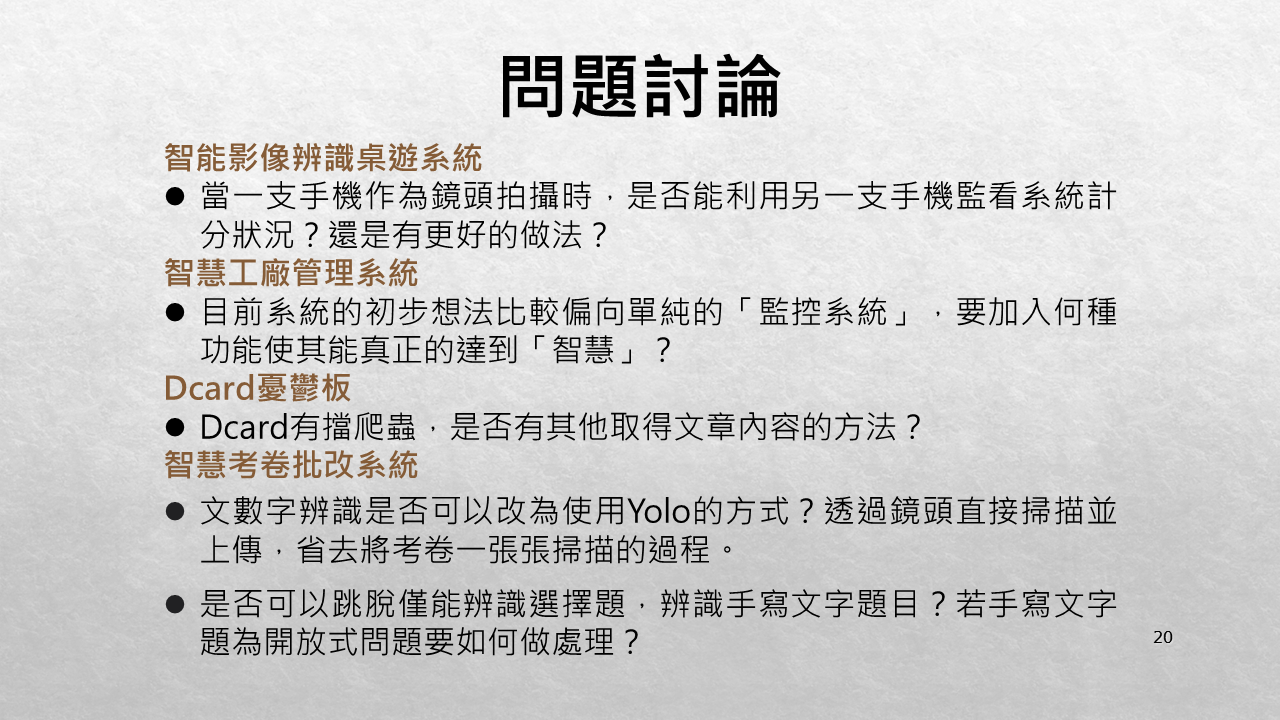 問題討論
智能影像辨識桌遊系統
● 當一支手機作為鏡頭拍攝時，是否能利用另一支手機監看系統計
分狀況？還是有更好的做法？
智慧工廠管理系統
● 目前系統的初步想法比較偏向單純的「監控系統」，要加入何種
功能使其能真正的達到「智慧」？
Dcard憂鬱板
● Dcard有擋爬蟲，是否有其他取得文章內容的方法？
智慧考卷批改系統
● 文數字辨識是否可以改為使用Yolo的方式？透過鏡頭直接掃描並
上傳，省去將考卷一張張掃描的過程。
● 是否可以跳脫僅能辨識選擇題，辨識手寫文字題目？若手寫文字
題為開放式問題要如何做處理？
20